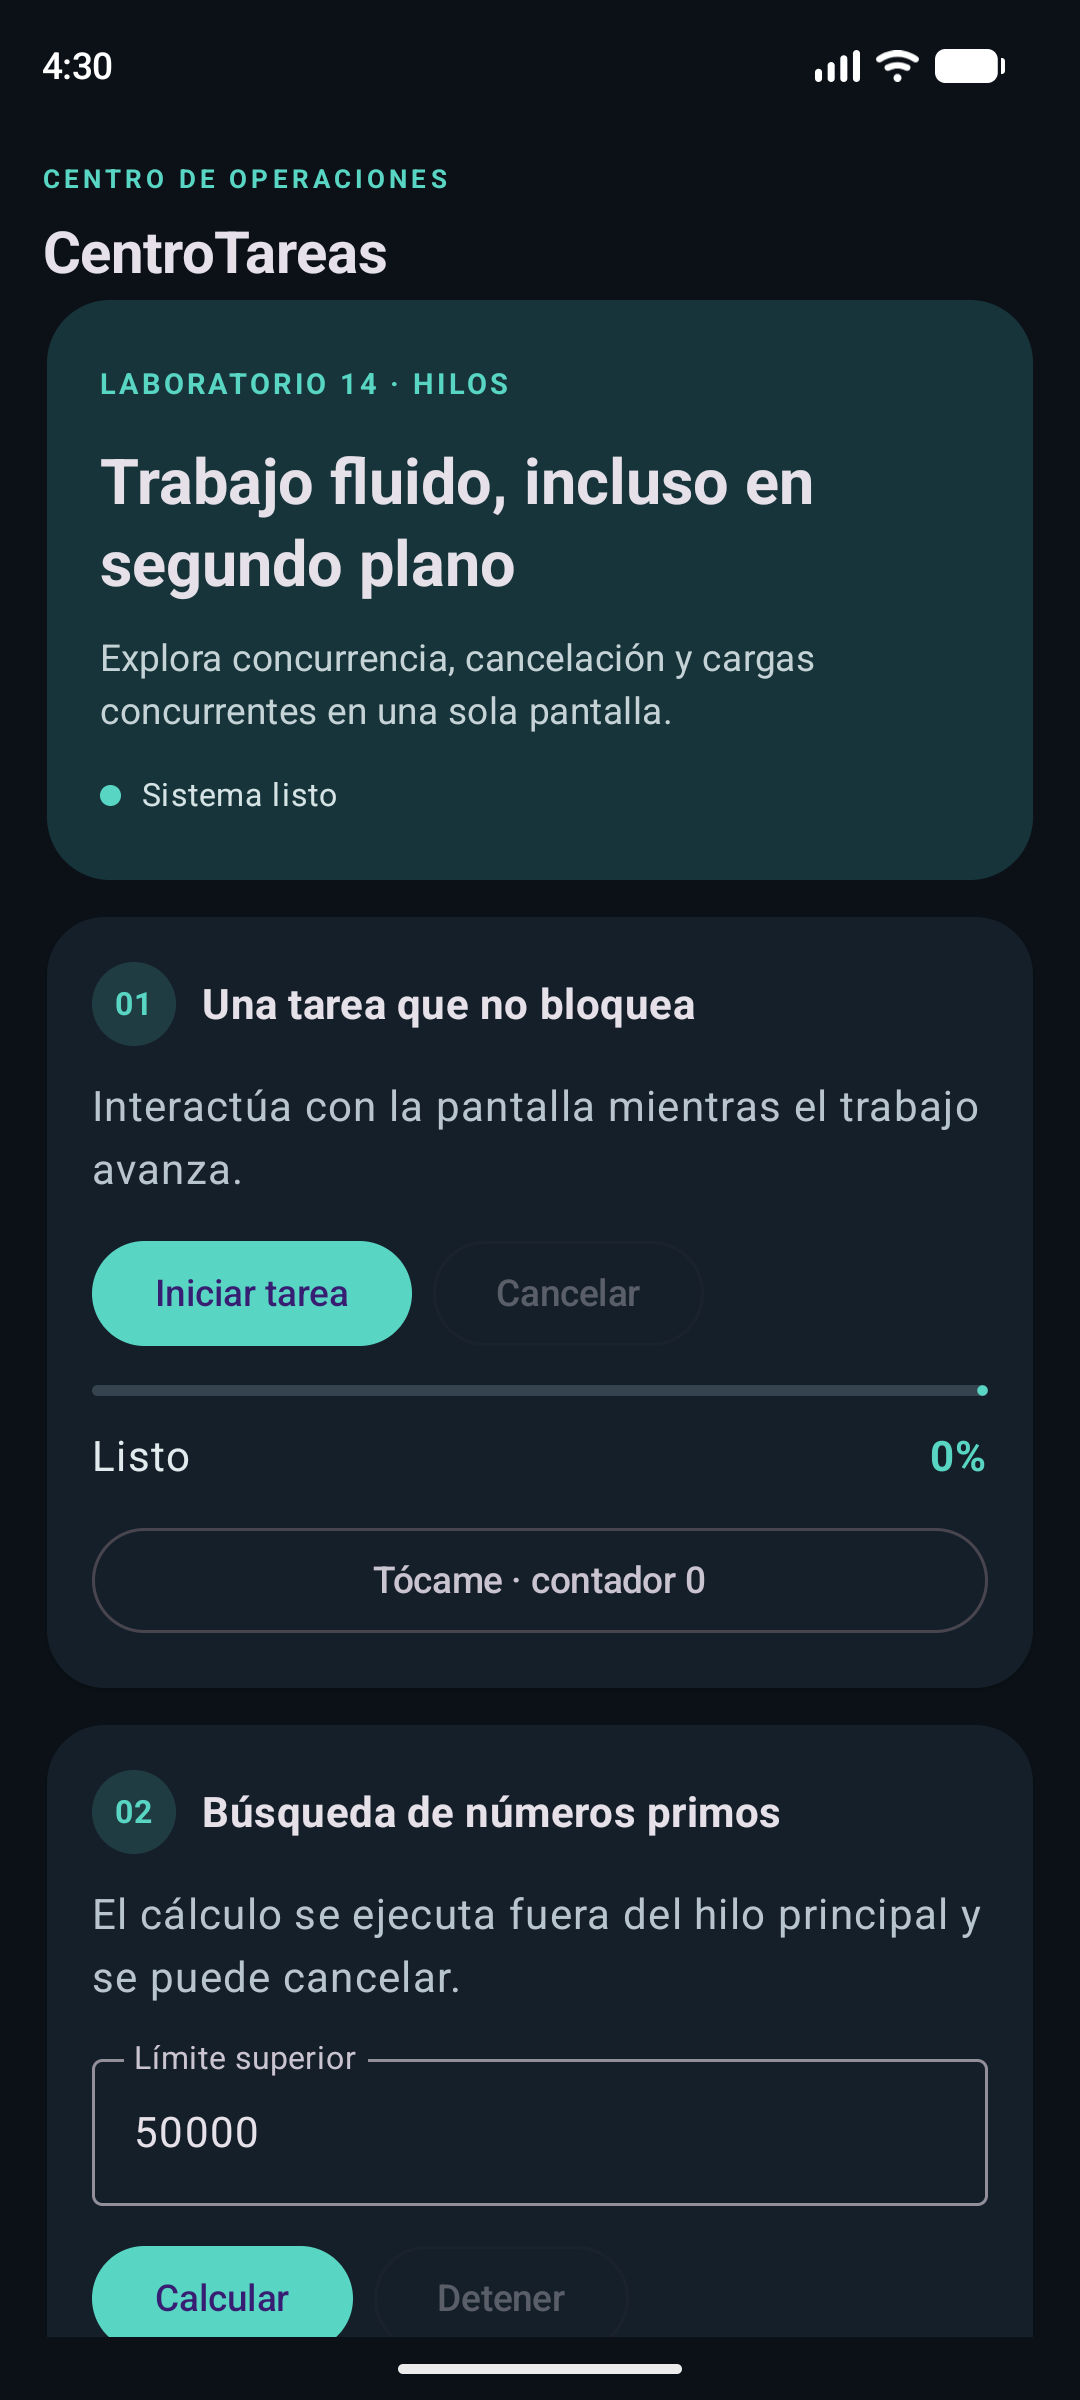 4:30
CENTRO DE OPERACIONES
CentroTareas
LABORATORIO 14 · HILOS
Trabajo fluido, incluso en
segundo plano
Explora concurrencia, cancelación y cargas
concurrentes en una sola pantalla.
Sistema listo
01 Una tarea que no bloquea
Interactúa con la pantalla mientras el trabajo
avanza.
Iniciar tarea Cancelar
Listo 0%
Tócame · contador 0
02 Búsqueda de números primos
El cálculo se ejecuta fuera del hilo principal y
se puede cancelar.
Límite superior
50000
Calcular Detener